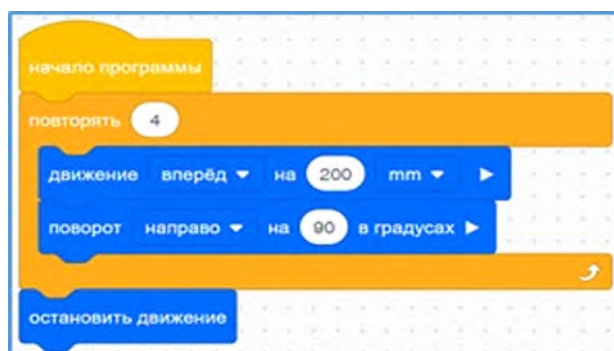 начало программы
повторять 4
движение вперёд на 200 mm
поворот направо на 90 в градусах
остановить движение